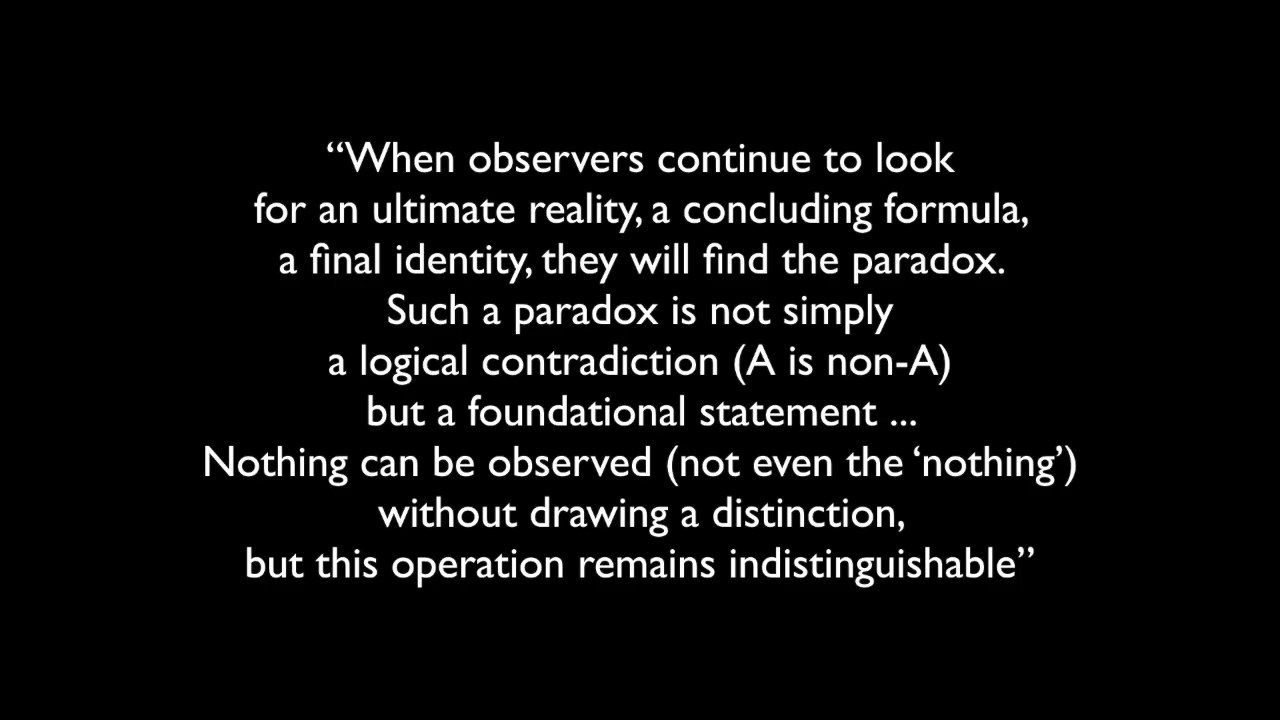 “When observers continue to look
for an ultimate reality, a concluding formula,
a final identity, they will find the paradox.
Such a paradox is not simply
a logical contradiction (A is non-A)
but a foundational statement ...
Nothing can be observed (not even the ‘nothing’)
without drawing a distinction,
but this operation remains indistinguishable”